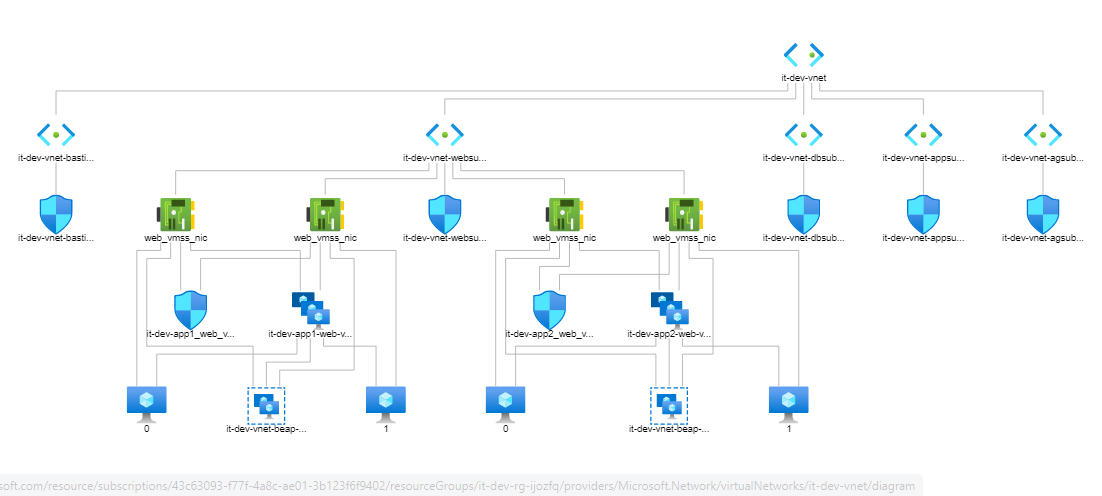 it-dev-vnet
it-dev-vnet-basti...
it-dev-vnet-websu...
it-dev-vnet-dbsub...
it-dev-vnet-appsu...
it-dev-vnet-agsub...
it-dev-vnet-basti...
web_vmss_nic
web_vmss_nic
it-dev-vnet-websu...
web_vmss_nic
web_vmss_nic
it-dev-vnet-dbsub...
it-dev-vnet-appsu...
it-dev-vnet-agsub...
it-dev-app1_web_v...
it-dev-app1-web-v...
it-dev-app2_web_v...
it-dev-app2-web-v...
0
it-dev-vnet-beap-...
1
0
it-dev-vnet-beap-...
1
soft.com/resource/subscriptions/43c63093-f77f-4a8c-ae01-3b123f6f9402/resourceGroups/it-dev-rg-ijozfq/providers/Microsoft.Network/virtualNetworks/it-dev-vnet/diagram